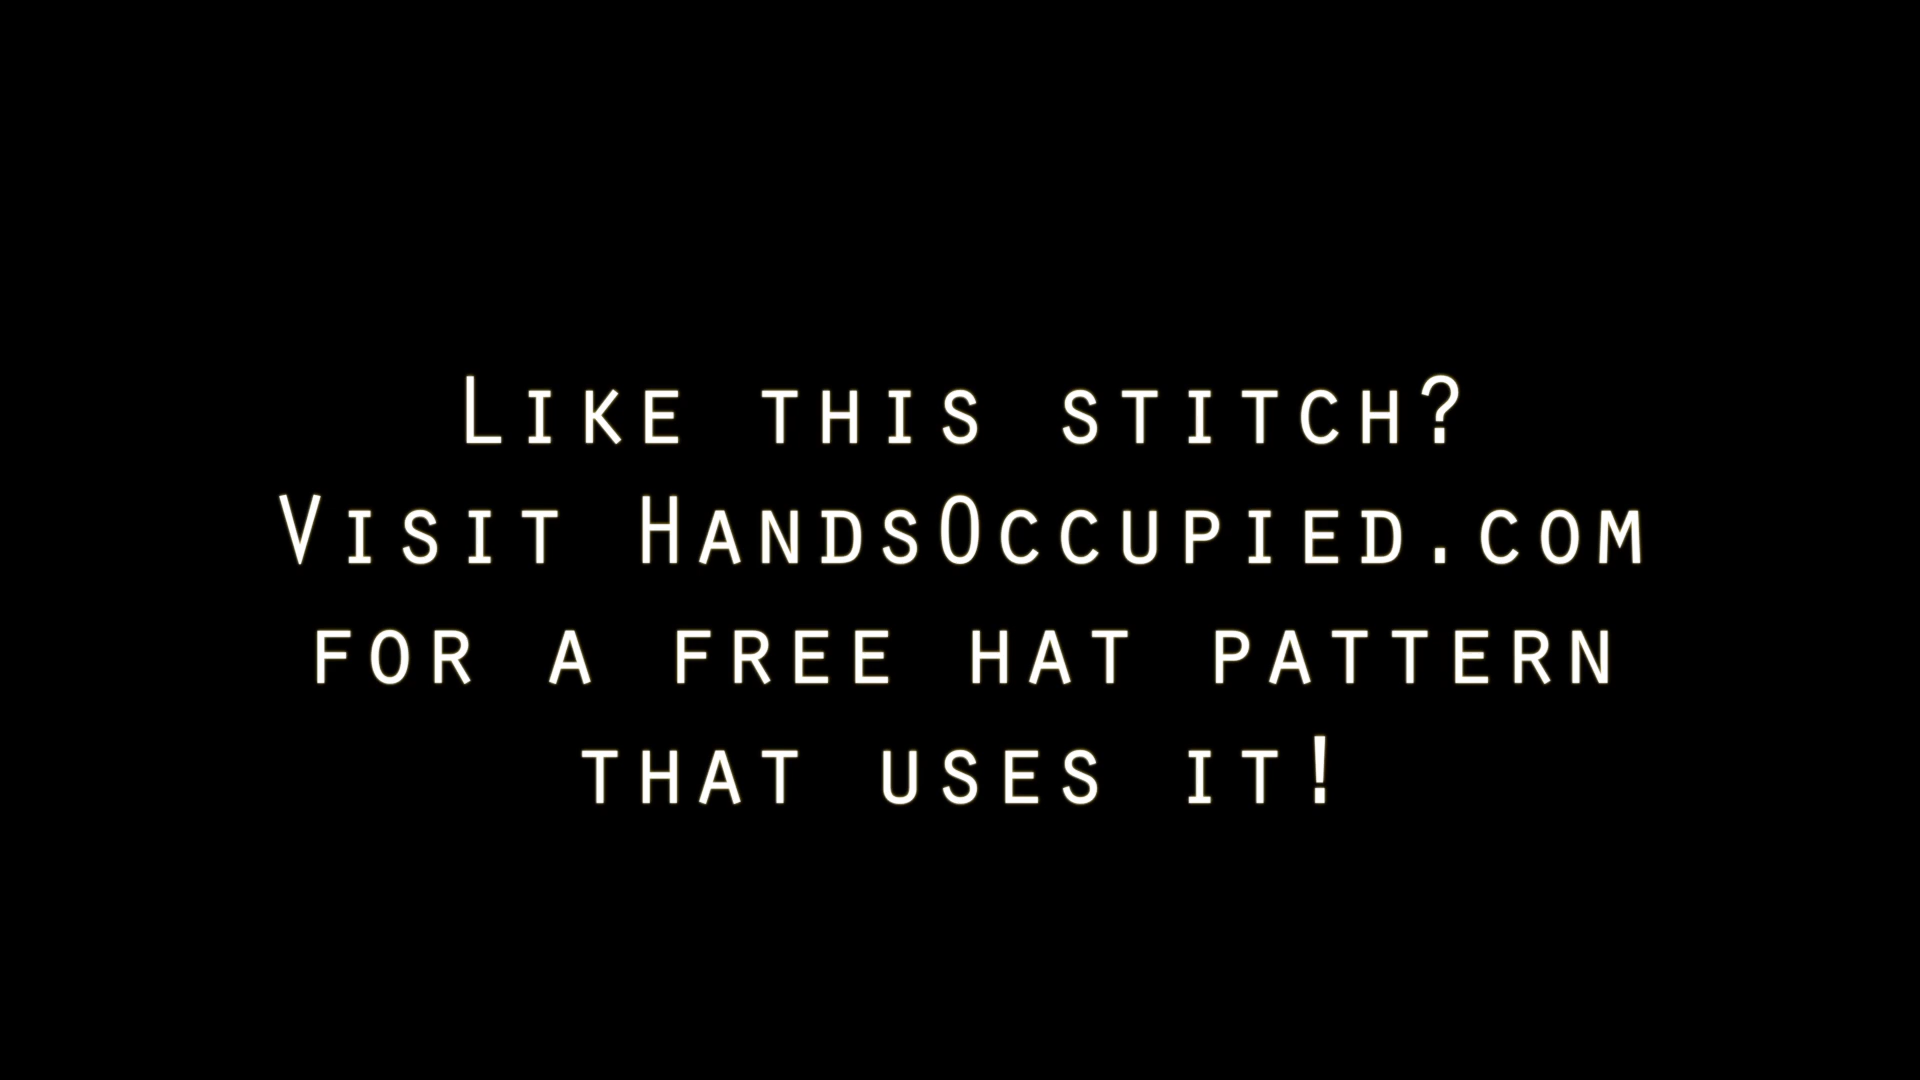 Like this stitch?
Visit HandsOccupied.com
for a free hat pattern
that uses it!